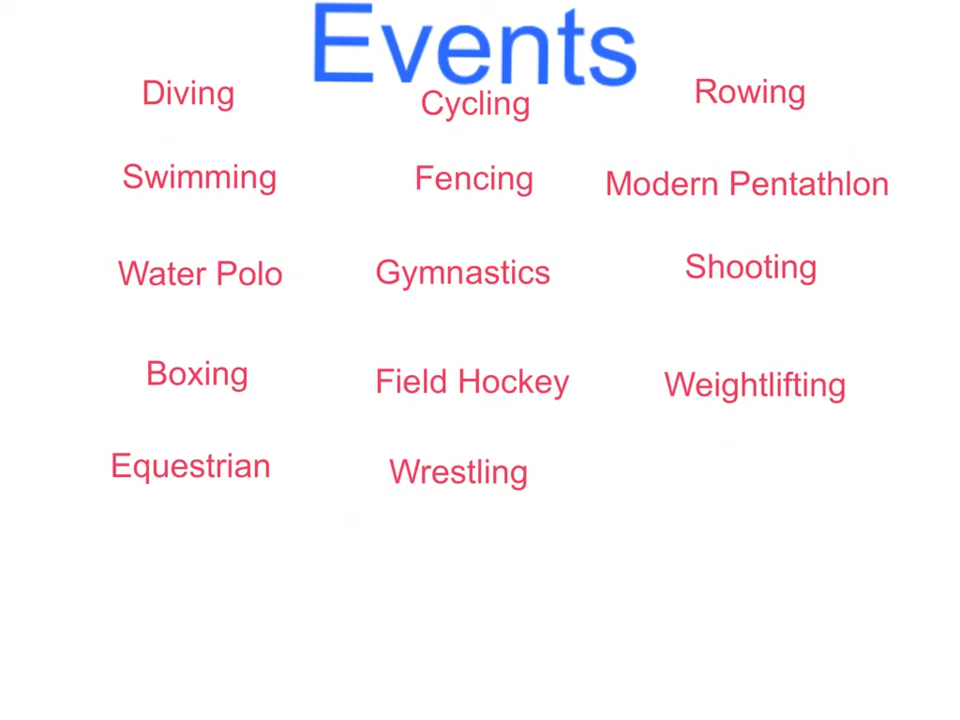 Events
Diving
Cycling
Rowing
Swimming
Fencing
Modern Pentathlon
Water Polo
Gymnastics
Shooting
Boxing
Field Hockey
Weightlifting
Equestrian
Wrestling